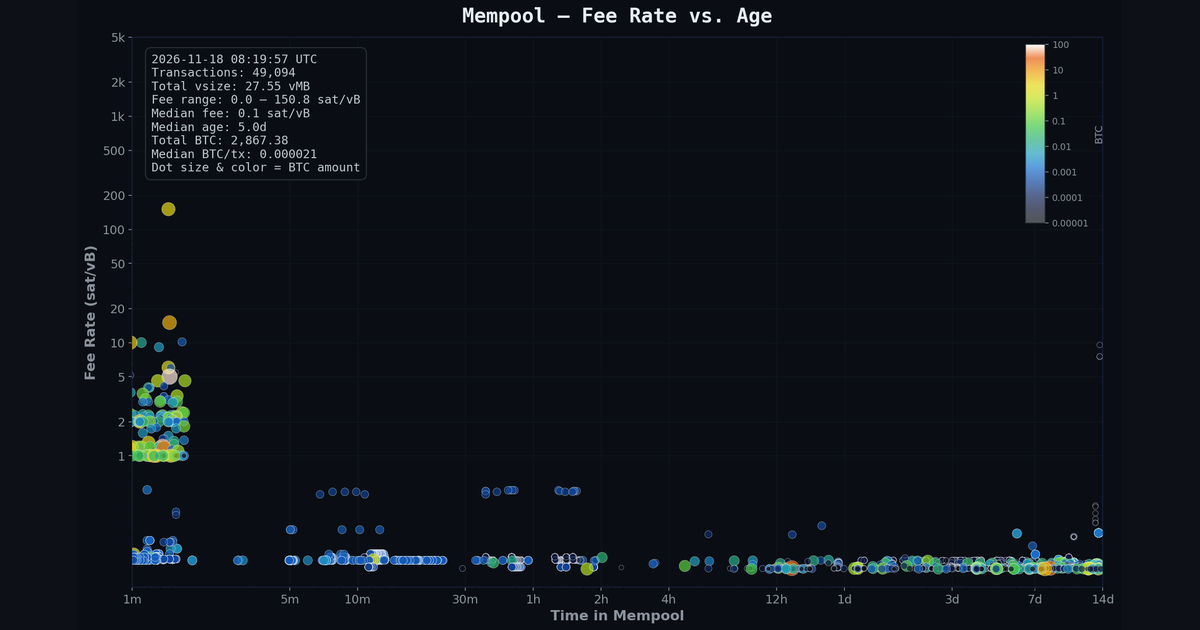 Mempool — Fee Rate vs. Age
2026-11-18 08:19:57 UTC
Transactions: 49,094
Total vsize: 27.55 vMB
Fee range: 0.0 – 150.8 sat/vB
Median fee: 0.1 sat/vB
Median age: 5.0d
Total BTC: 2,867.38
Median BTC/tx: 0.000021
Dot size & color = BTC amount
100
10
1
0.1
0.01
0.001
0.0001
0.00001
BTC
Fee Rate (sat/vB)
5k
2k
1k
500
200
100
50
20
10
5
2
1
1m
5m
10m
30m
1h
2h
4h
12h
1d
3d
7d
14d
Time in Mempool